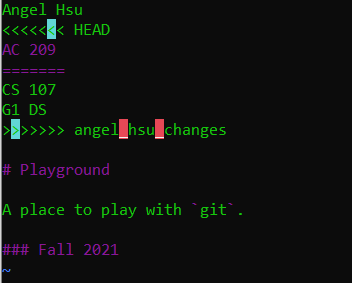 Angel Hsu
<<<<<<< HEAD
AC 209
=======
CS 107
G1 DS
>>>>>>> angel_hsu_changes
# Playground
A place to play with `git`.
### Fall 2021
~